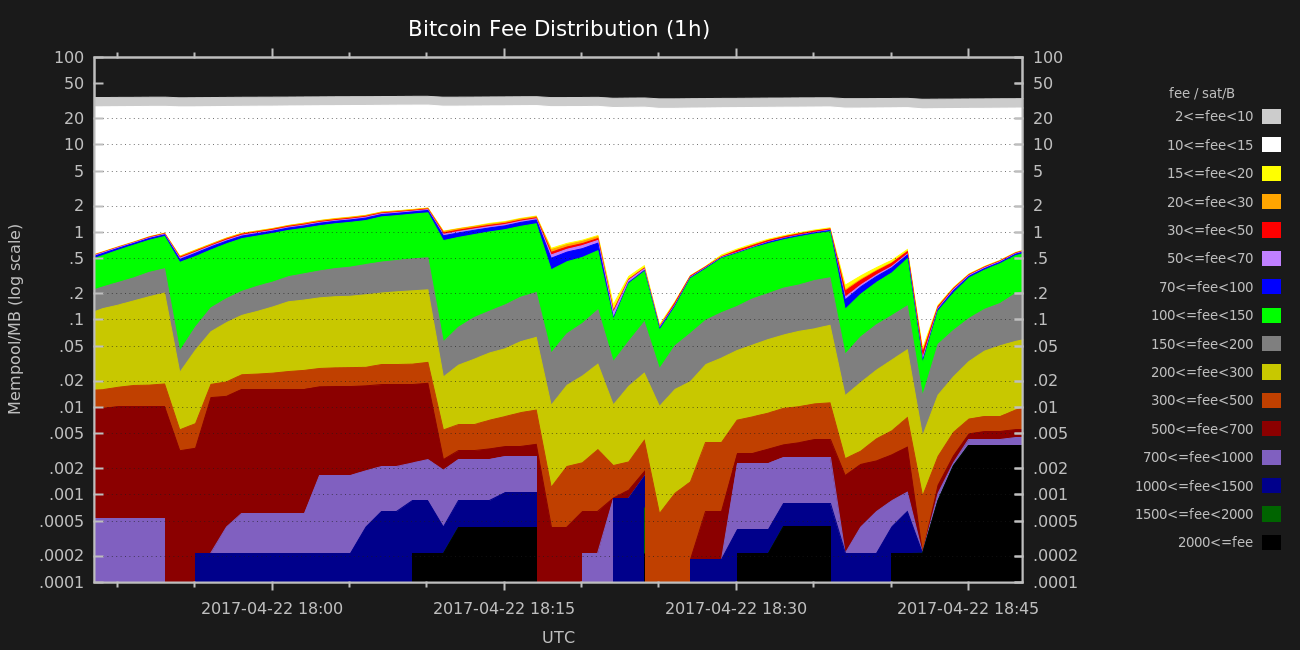 Bitcoin Fee Distribution (1h)
Mempool/MB (log scale)
100
50
20
10
5
2
1
.5
.2
.1
.05
.02
.01
.005
.002
.001
.0005
.0002
.0001
100
50
20
10
5
2
1
.5
.2
.1
.05
.02
.01
.005
.002
.001
.0005
.0002
.0001
fee / sat/B
2<=fee<10
10<=fee<15
15<=fee<20
20<=fee<30
30<=fee<50
50<=fee<70
70<=fee<100
100<=fee<150
150<=fee<200
200<=fee<300
300<=fee<500
500<=fee<700
700<=fee<1000
1000<=fee<1500
1500<=fee<2000
2000<=fee
2017-04-22 18:00
2017-04-22 18:15
2017-04-22 18:30
2017-04-22 18:45
UTC